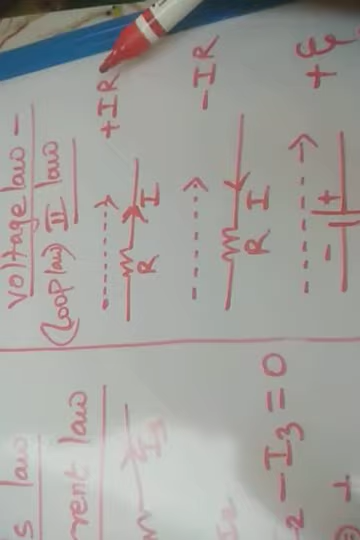 voltage law -
(Loop law) II law
+IR
R I
-IR
R I
+ξ
- +
s law
rent law
I3
- I3 = 0